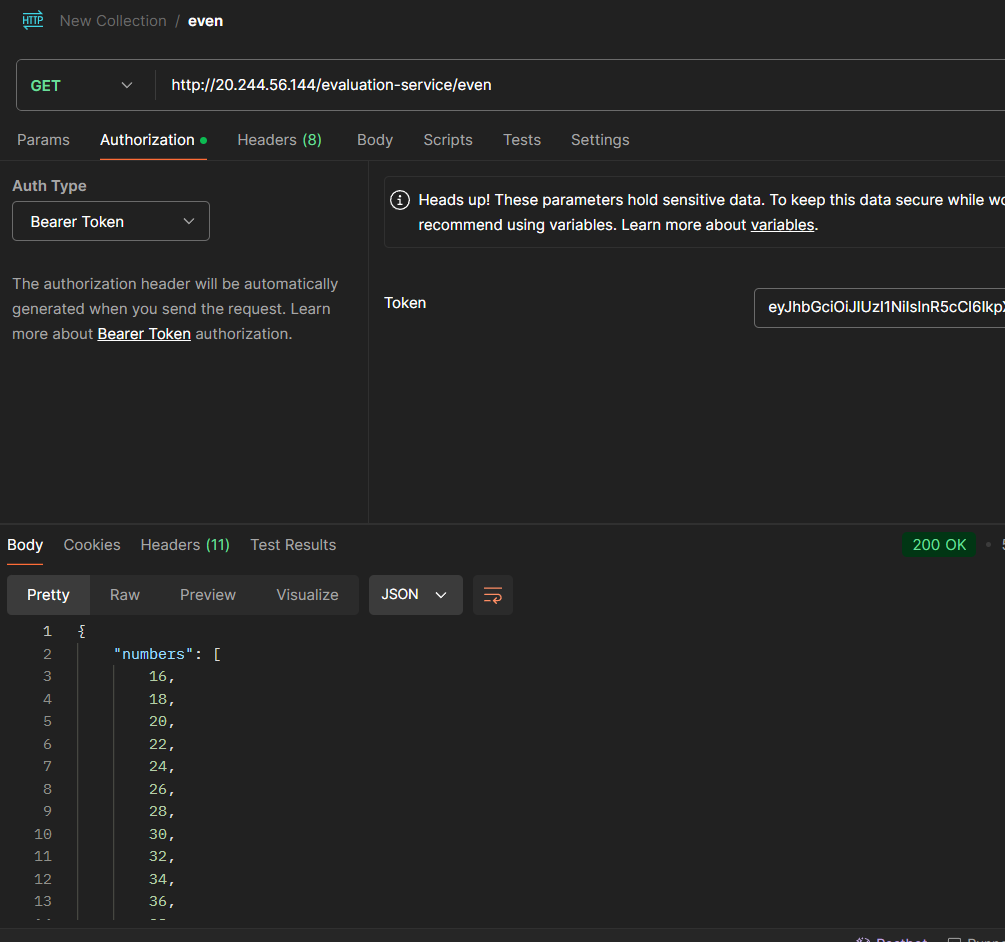 HTTP New Collection / even
GET http://20.244.56.144/evaluation-service/even
Params Authorization Headers (8) Body Scripts Tests Settings
Auth Type
Bearer Token
The authorization header will be automatically
generated when you send the request. Learn
more about Bearer Token authorization.
Heads up! These parameters hold sensitive data. To keep this data secure while wo
recommend using variables. Learn more about variables.
Token
eyJhbGciOiJIUzI1NiIsInR5cCI6IkpX
Body Cookies Headers (11) Test Results
200 OK
Pretty Raw Preview Visualize JSON
1 {
2 "numbers": [
3 16,
4 18,
5 20,
6 22,
7 24,
8 26,
9 28,
10 30,
11 32,
12 34,
13 36,